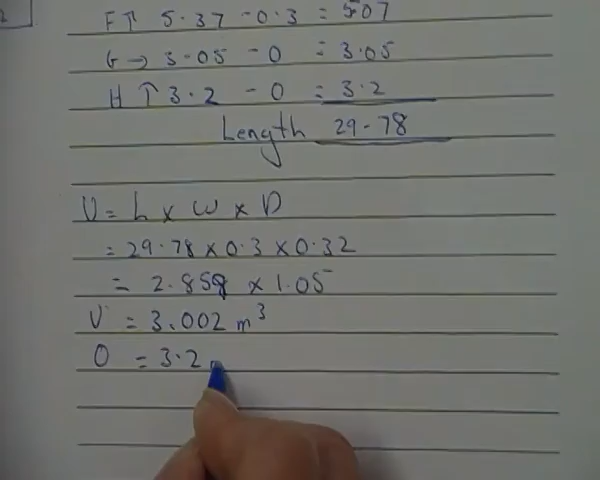 F↑ 5.37 - 0.3 = 5.07
G→ 3.05 - 0 = 3.05
H↑ 3.2 - 0 = 3.2
Length 29.78
V = L x W x D
= 29.78 x 0.3 x 0.32
= 2.859 x 1.05
V = 3.002 m³
O = 3.2